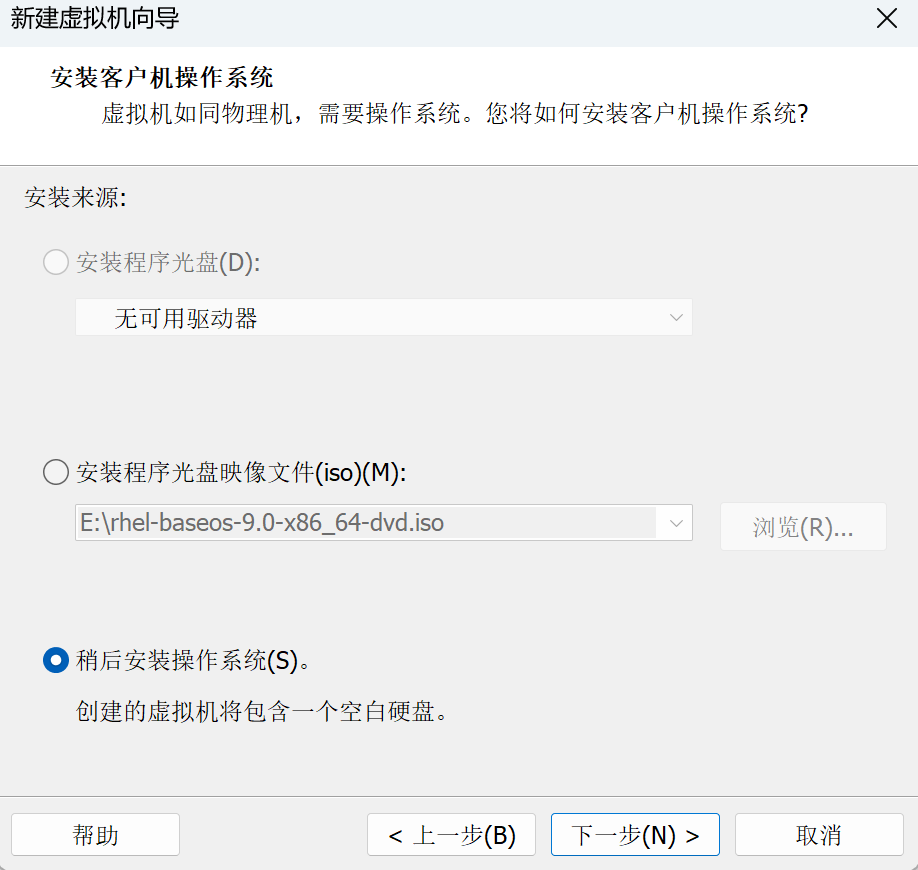 新建虚拟机向导
安装客户机操作系统
虚拟机如同物理机，需要操作系统。您将如何安装客户机操作系统?
安装来源:
安装程序光盘(D):
无可用驱动器
安装程序光盘映像文件(iso)(M):
E:\rhel-baseos-9.0-x86_64-dvd.iso
浏览(R)...
稍后安装操作系统(S)。
创建的虚拟机将包含一个空白硬盘。
帮助
< 上一步(B)
下一步(N) >
取消